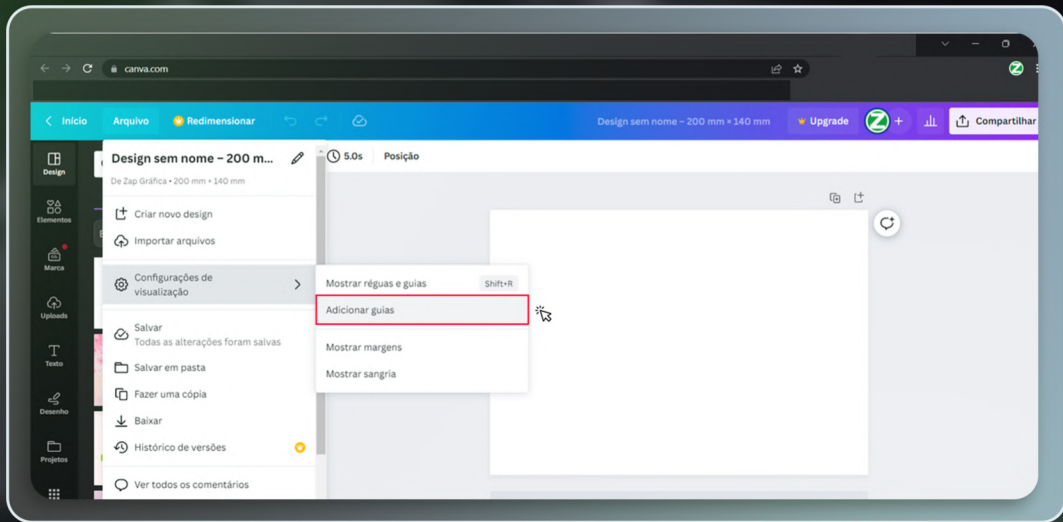 canva.com
Início
Arquivo
Redimensionar
Design sem nome – 200 mm × 140 mm
Upgrade
Z
+
Compartilhar
Design
Elementos
Marca
Uploads
Texto
Desenho
Projetos
Design sem nome – 200 m...
De Zap Gráfica • 200 mm × 140 mm
Criar novo design
Importar arquivos
Configurações de
visualização
Salvar
Todas as alterações foram salvas
Salvar em pasta
Fazer uma cópia
Baixar
Histórico de versões
Ver todos os comentários
5.0s
Posição
Mostrar réguas e guias
Shift+R
Adicionar guias
Mostrar margens
Mostrar sangria